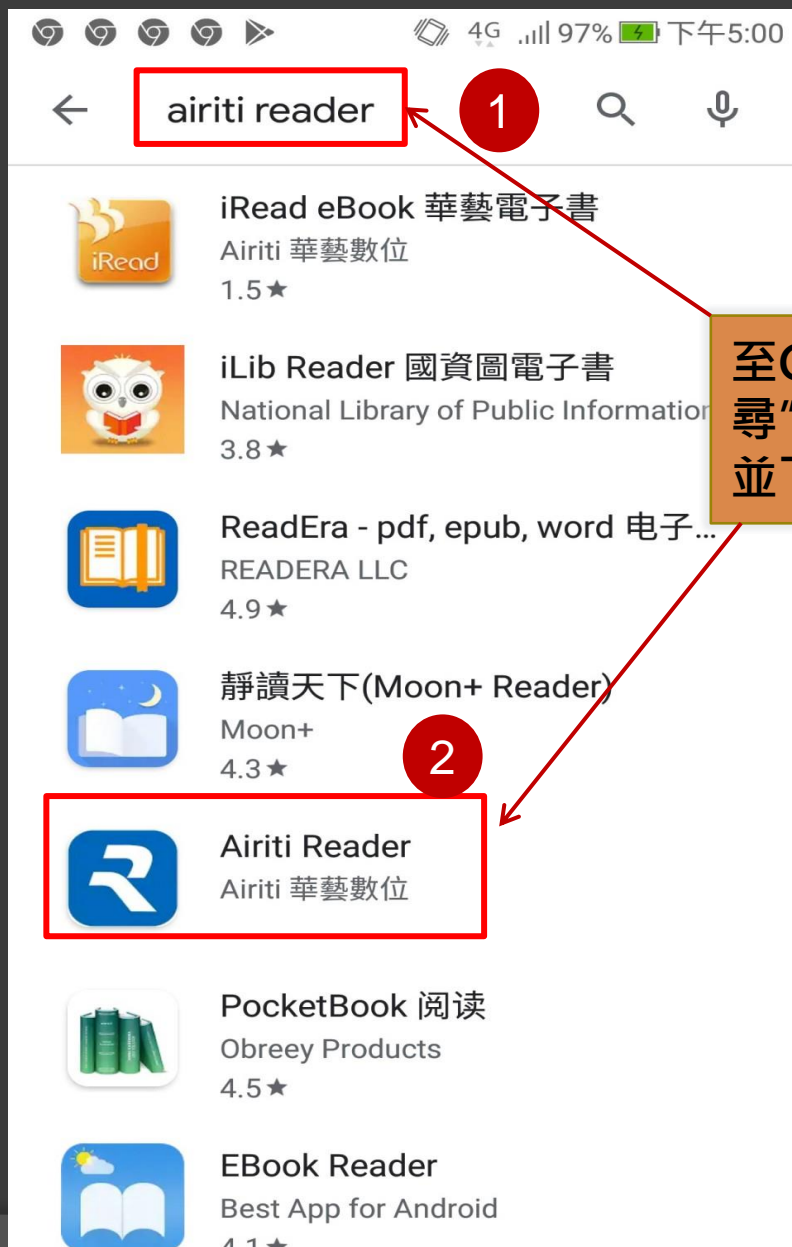 4G 97% 下午5:00
airiti reader
1
iRead
iRead eBook 華藝電子書
Airiti 華藝數位
1.5★
iLib Reader 國資圖電子書
National Library of Public Information
3.8★
至
尋"
並
ReadEra - pdf, epub, word 电子...
READERA LLC
4.9★
靜讀天下(Moon+ Reader)
Moon+
4.3★
2
Airiti Reader
Airiti 華藝數位
PocketBook 阅读
Obreey Products
4.5★
EBook Reader
Best App for Android
4.1★